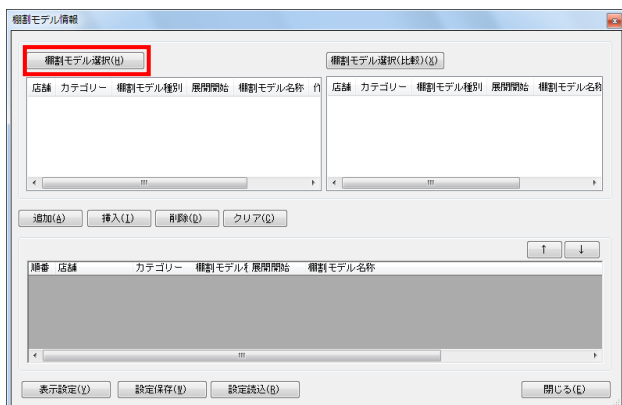 棚割モデル情報
棚割モデル選択(H) 棚割モデル選択(比較)(X)
店舗 カテゴリー 棚割モデル種別 展開開始 棚割モデル名称 店舗 カテゴリー 棚割モデル種別 展開開始 棚割モデル名称
追加(A) 挿入(I) 削除(D) クリア(C)
↑ ↓
順番 店舗 カテゴリー 棚割モデル 展開開始 棚割モデル名称
表示設定(Y) 設定保存(W) 設定読込(R) 閉じる(E)